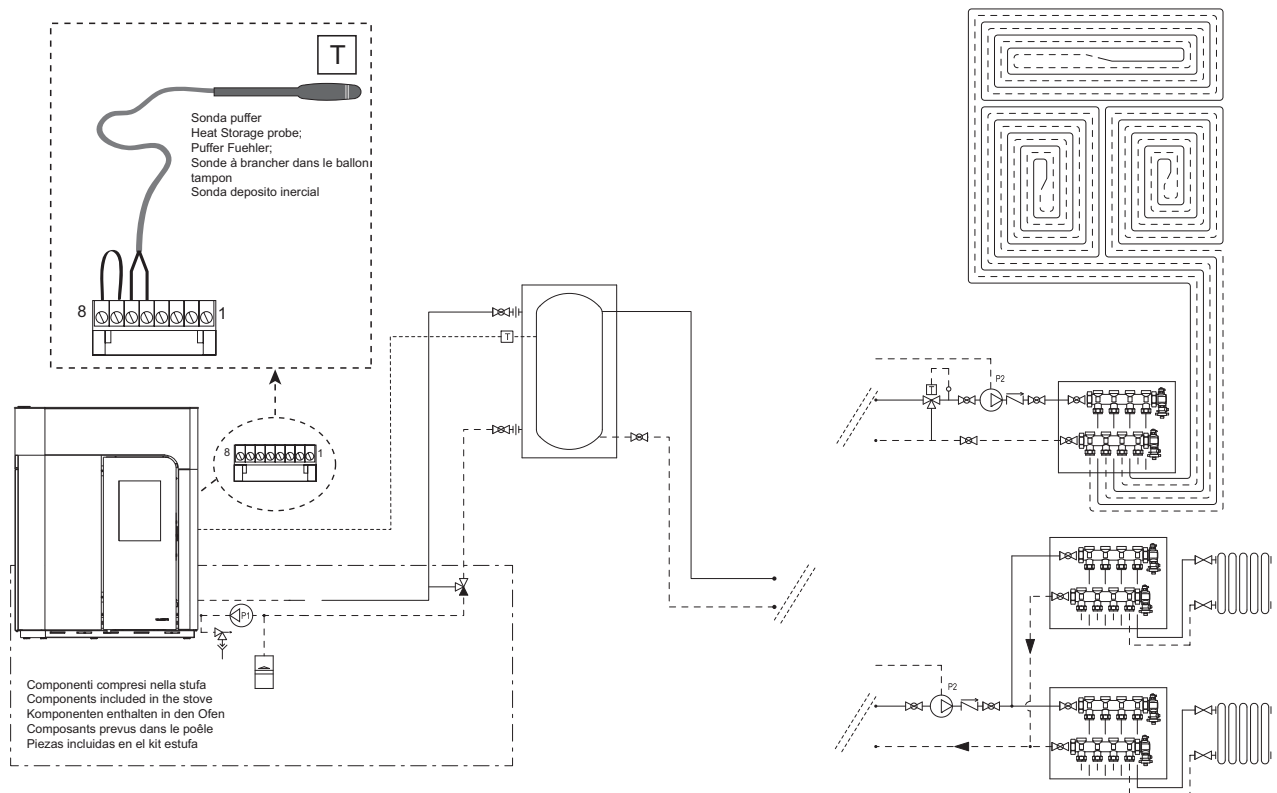 T
Sonda puffer
Heat Storage probe;
Puffer Fuehler;
Sonde à brancher dans le ballon
tampon
Sonda deposito inercial
8
1
T
8
1
P1
Componenti compresi nella stufa
Components included in the stove
Komponenten enthalten in den Ofen
Composants prevus dans le poêle
Piezas incluidas en el kit estufa
T
P2
P2